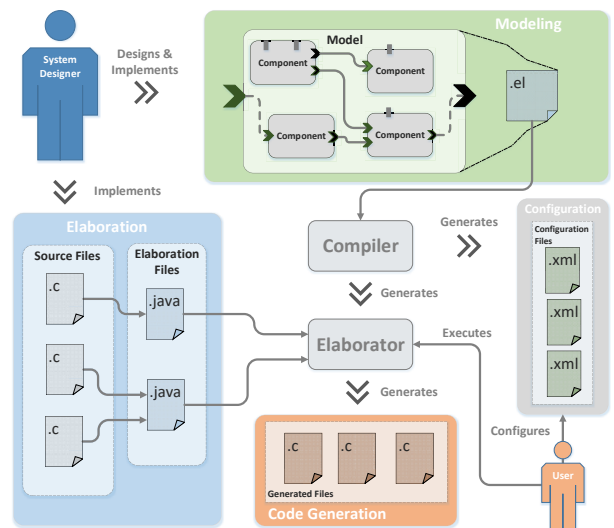 System
Designer
Designs &
Implements
Modeling
Model
Component
Component
Component
Component
.el
Implements
Elaboration
Source Files
Elaboration
Files
.c
.c
.c
.java
.java
Compiler
Generates
Generates
Elaborator
Executes
Generates
Configuration
Configuration
Files
.xml
.xml
.xml
Configures
User
.c
.c
.c
Generated Files
Code Generation